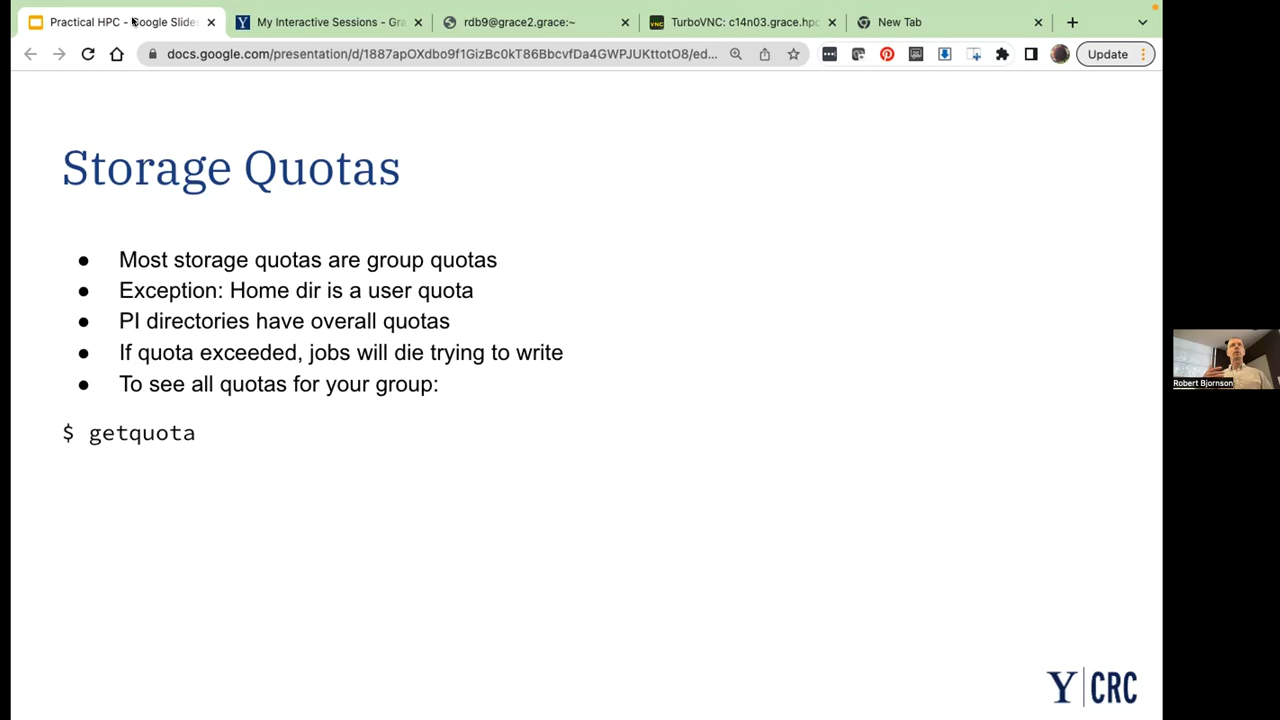 Practical HPC - Google Slides
My Interactive Sessions - Gra
rdb9@grace2.grace:~
VNC
TurboVNC: c14n03.grace.hpc
New Tab
docs.google.com/presentation/d/1887apOXdbo9f1GizBc0kT86BbcvfDa4GWPJUKttotO8/ed...
Update
Storage Quotas
● Most storage quotas are group quotas
● Exception: Home dir is a user quota
● PI directories have overall quotas
● If quota exceeded, jobs will die trying to write
● To see all quotas for your group:
$ getquota
Robert Bjornson
Y CRC